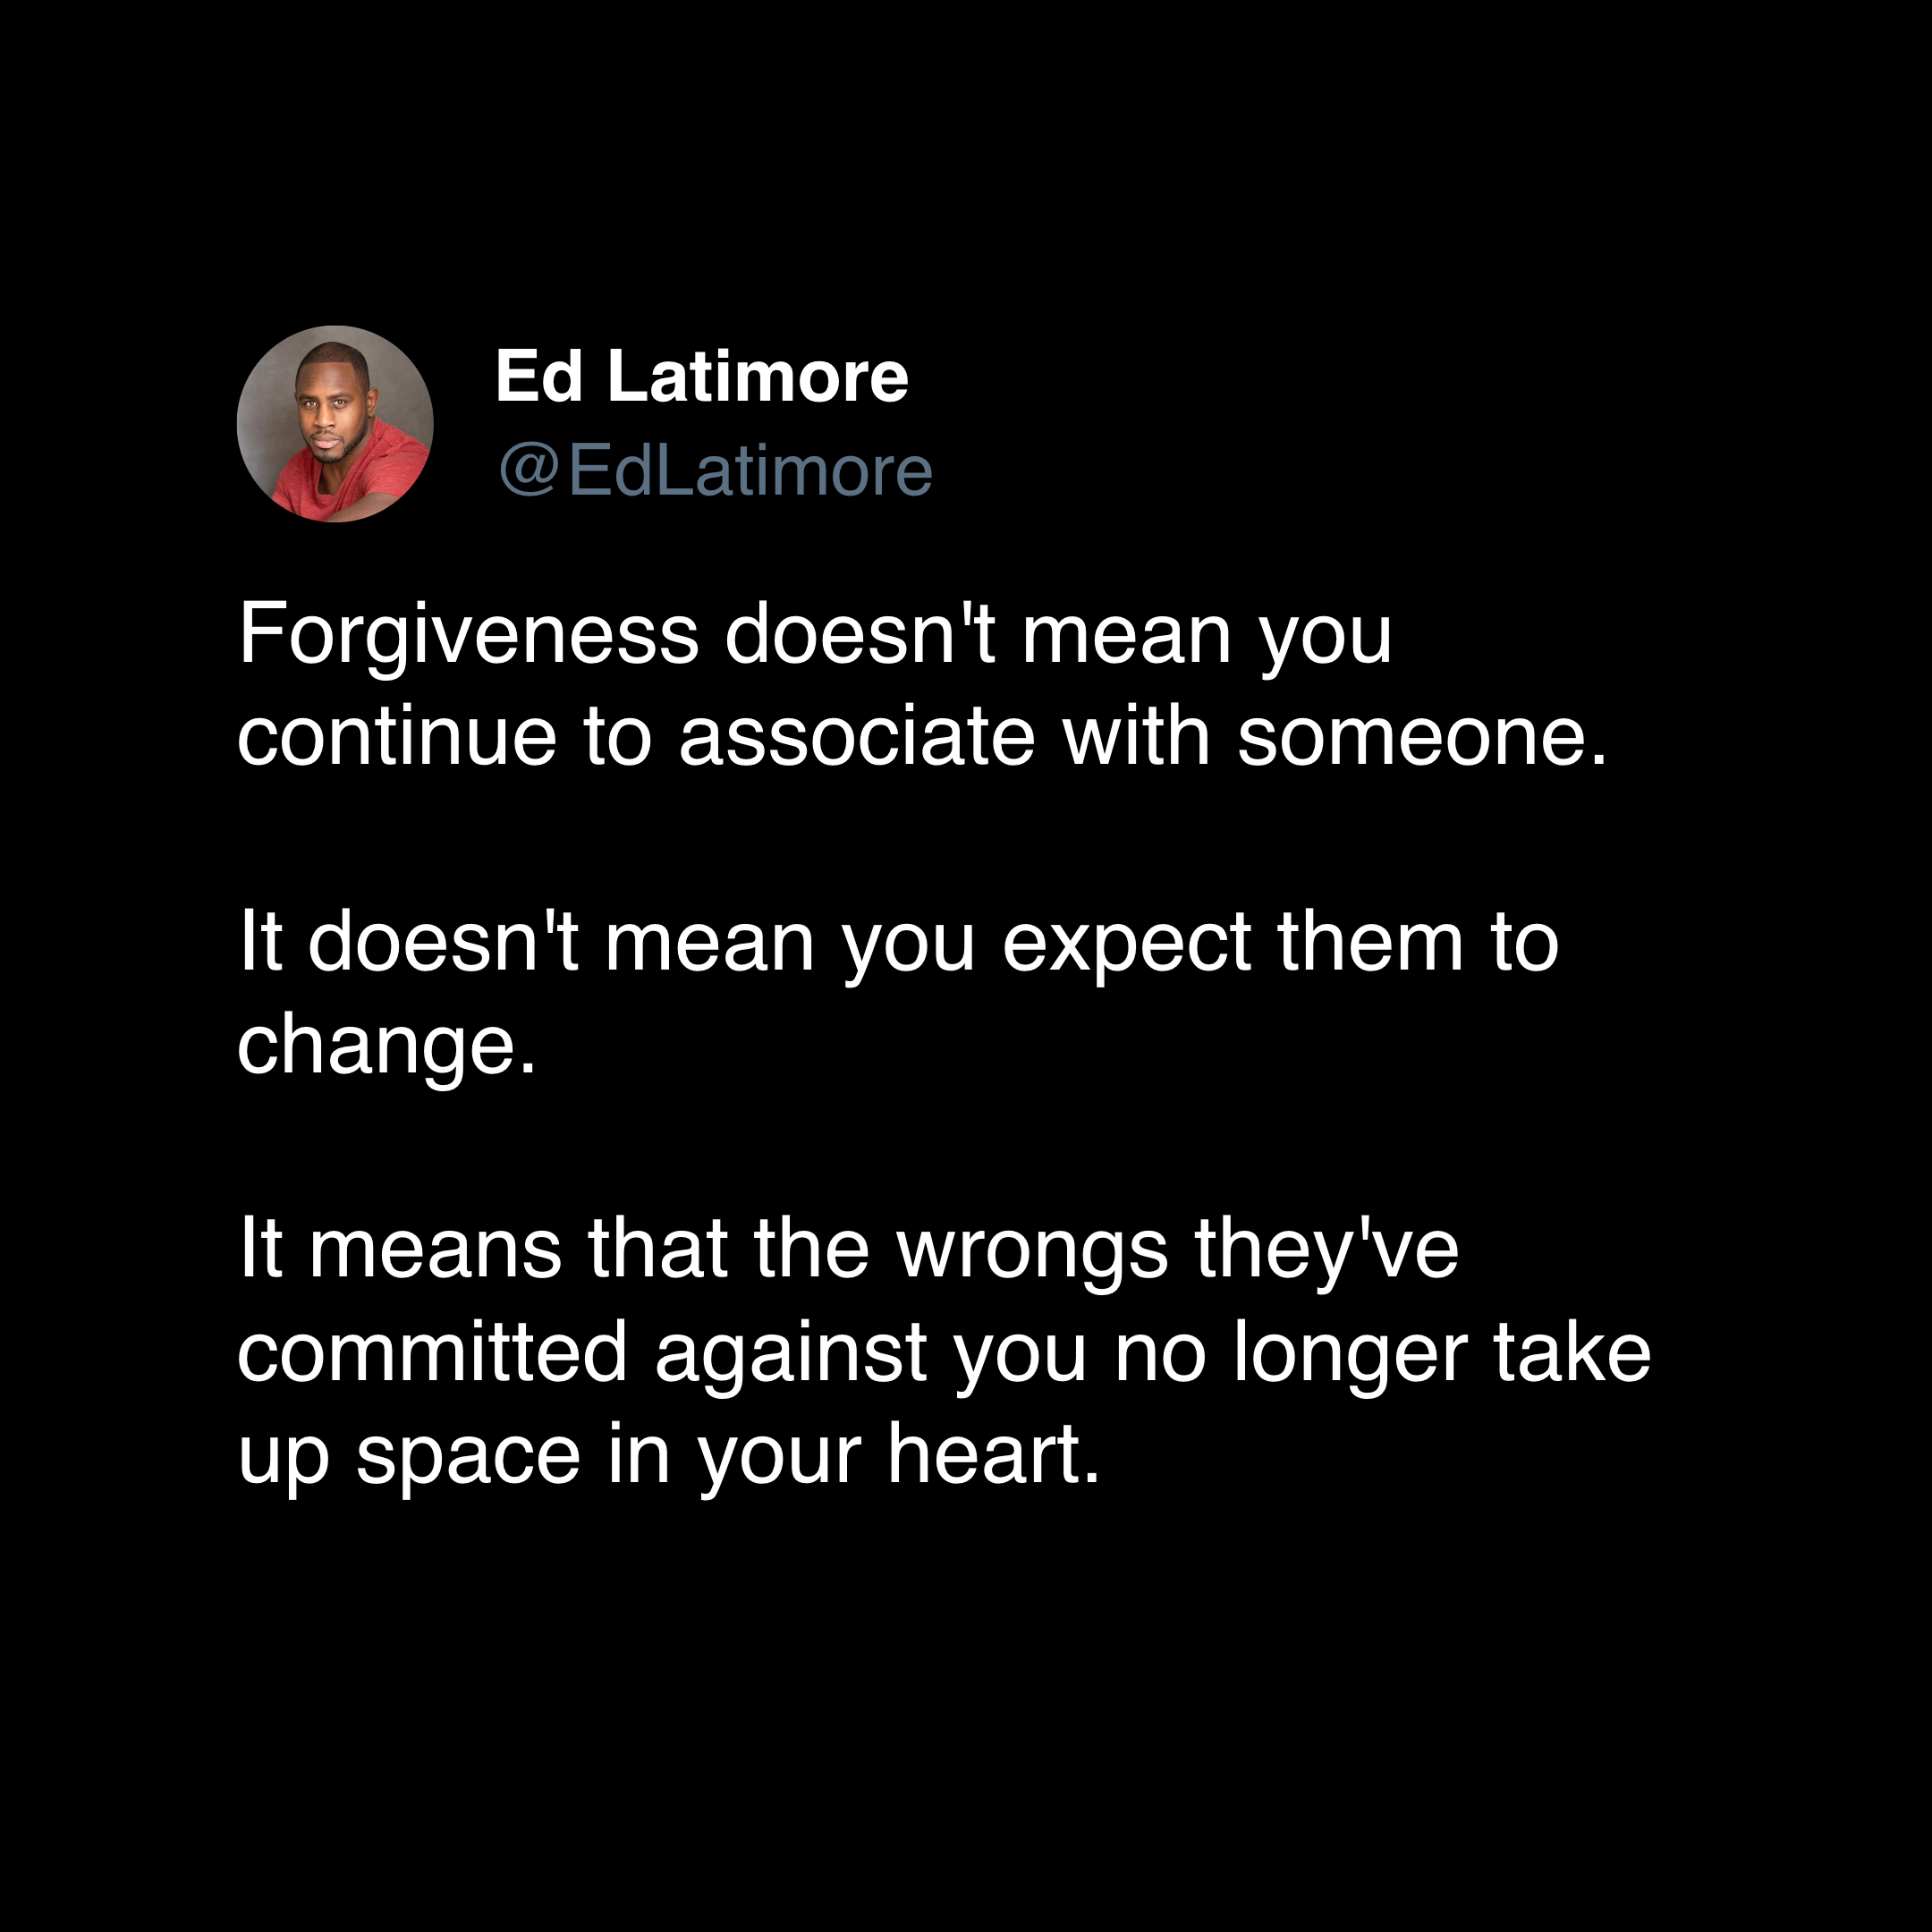 Ed Latimore
@EdLatimore
Forgiveness doesn't mean you
continue to associate with someone.
It doesn't mean you expect them to
change.
It means that the wrongs they've
committed against you no longer take
up space in your heart.